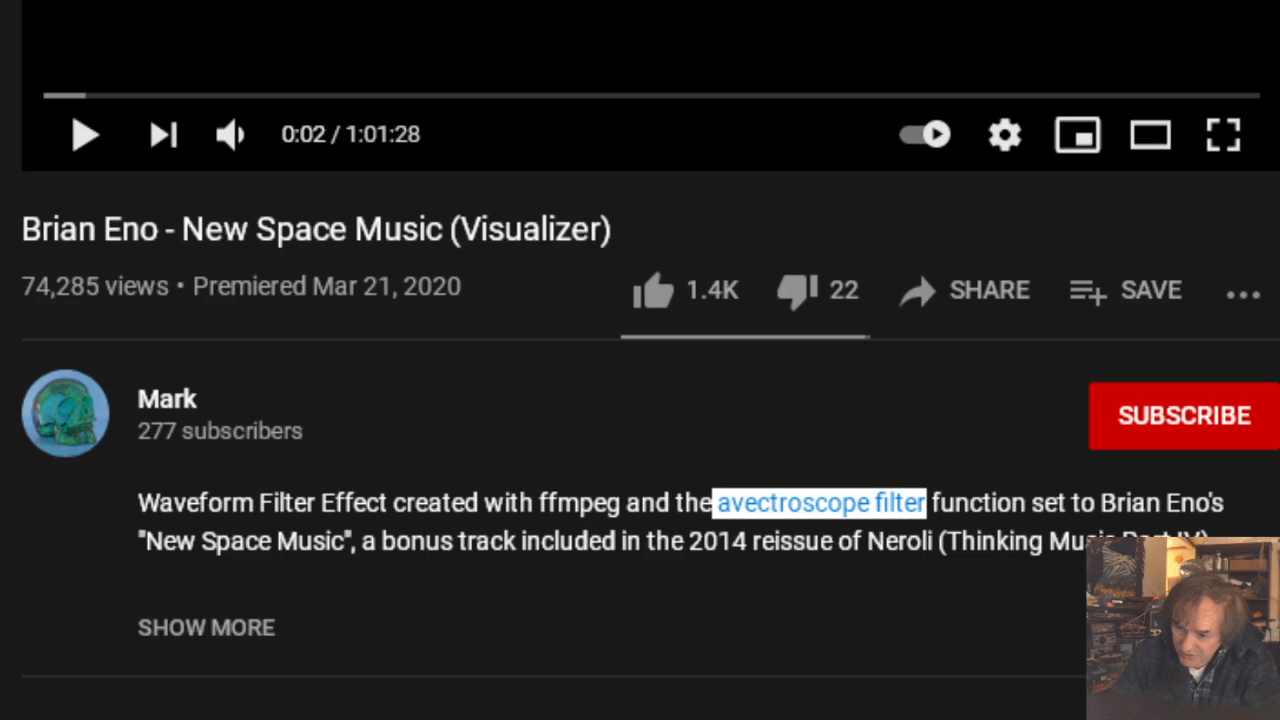 0:02 / 1:01:28
Brian Eno - New Space Music (Visualizer)
74,285 views • Premiered Mar 21, 2020
1.4K 22 SHARE SAVE
Mark
277 subscribers
SUBSCRIBE
Waveform Filter Effect created with ffmpeg and the avectroscope filter function set to Brian Eno's
"New Space Music", a bonus track included in the 2014 reissue of Neroli (Thinking Music Part IV)
SHOW MORE